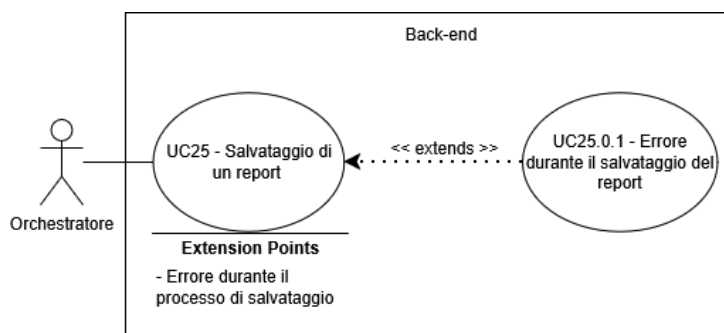 Back-end
UC25 - Salvataggio di
un report
<< extends >>
UC25.0.1 - Errore
durante il salvataggio del
report
Orchestratore
Extension Points
- Errore durante il
processo di salvataggio